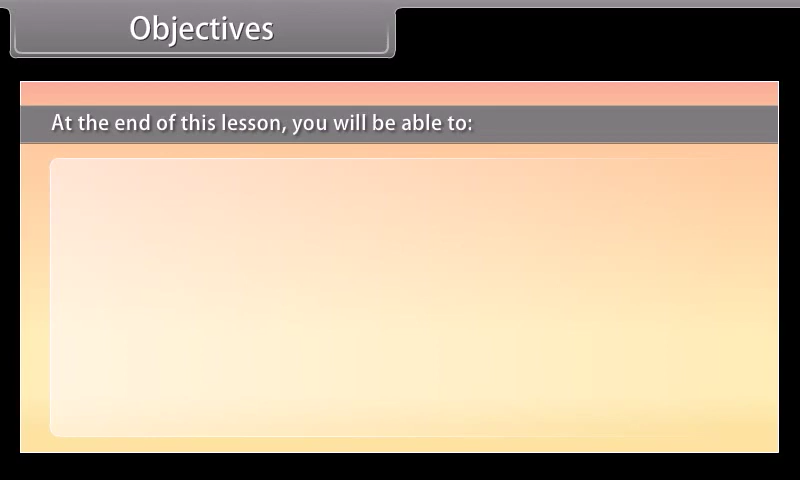 Objectives
At the end of this lesson, you will be able to: